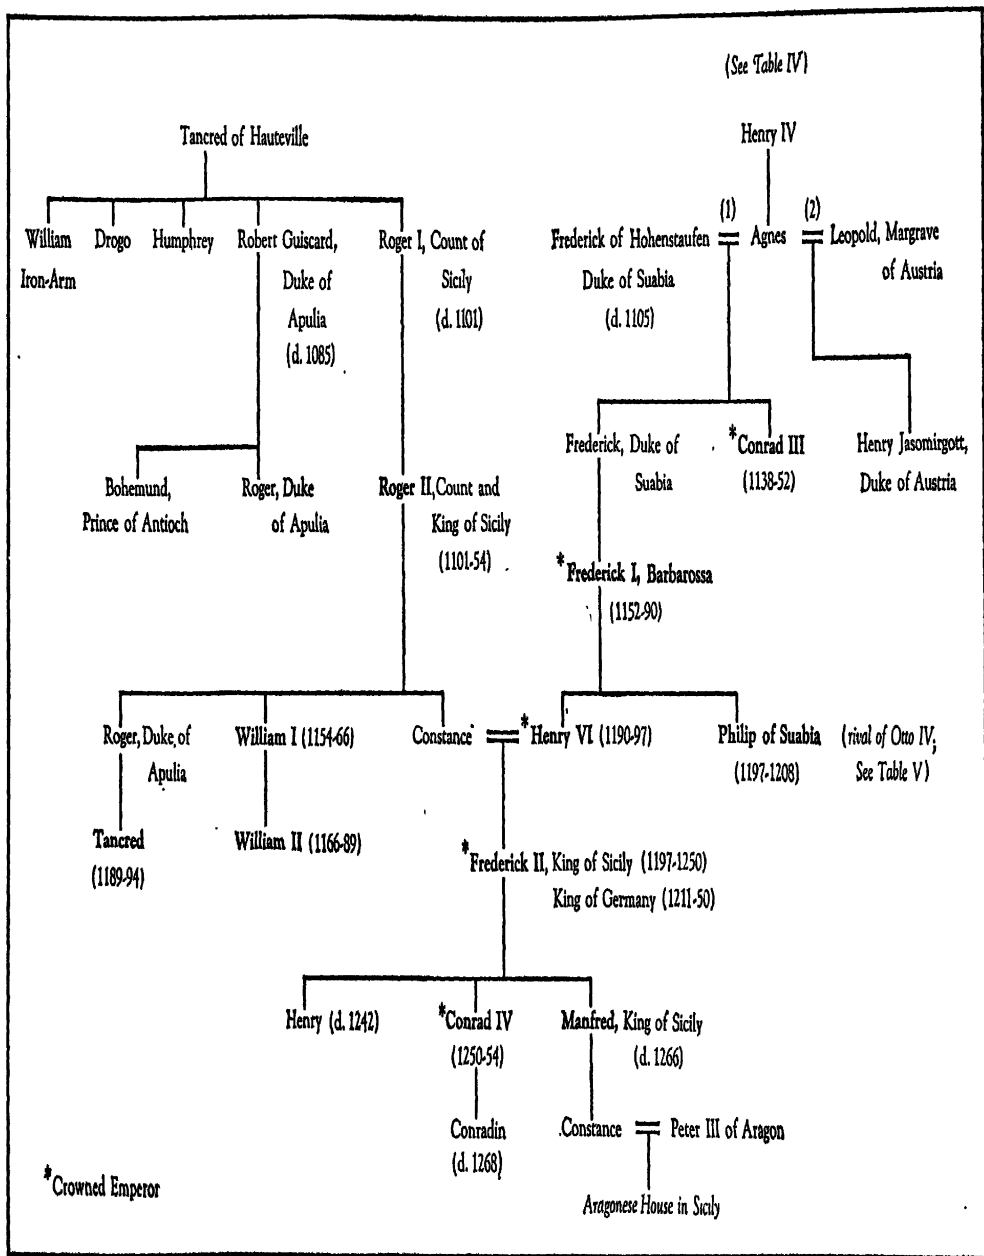 (See Table IV)
Tancred of Hauteville
Henry IV
(1)
(2)
William
Iron-Arm
Drogo
Humphrey
Robert Guiscard,
Duke of
Apulia
(d. 1085)
Roger I, Count of
Sicily
(d. 1101)
Frederick of Hohenstaufen
Duke of Suabia
(d. 1105)
Agnes
Leopold, Margrave
of Austria
Bohemund,
Prince of Antioch
Roger, Duke
of Apulia
Roger II, Count and
King of Sicily
(1101-54)
Frederick, Duke of
Suabia
*Conrad III
(1138-52)
Henry Jasomirgott,
Duke of Austria
*Frederick I, Barbarossa
(1152-90)
Roger, Duke, of
Apulia
William I (1154-66)
Constance
*Henry VI (1190-97)
Philip of Suabia
(1197-1208)
(rival of Otto IV;
See Table V)
Tancred
(1189-94)
William II (1166-89)
*Frederick II, King of Sicily (1197-1250)
King of Germany (1211-50)
Henry (d. 1242)
*Conrad IV
(1250-54)
Manfred, King of Sicily
(d. 1266)
Conradin
(d. 1268)
Constance
Peter III of Aragon
Aragonese House in Sicily
*Crowned Emperor